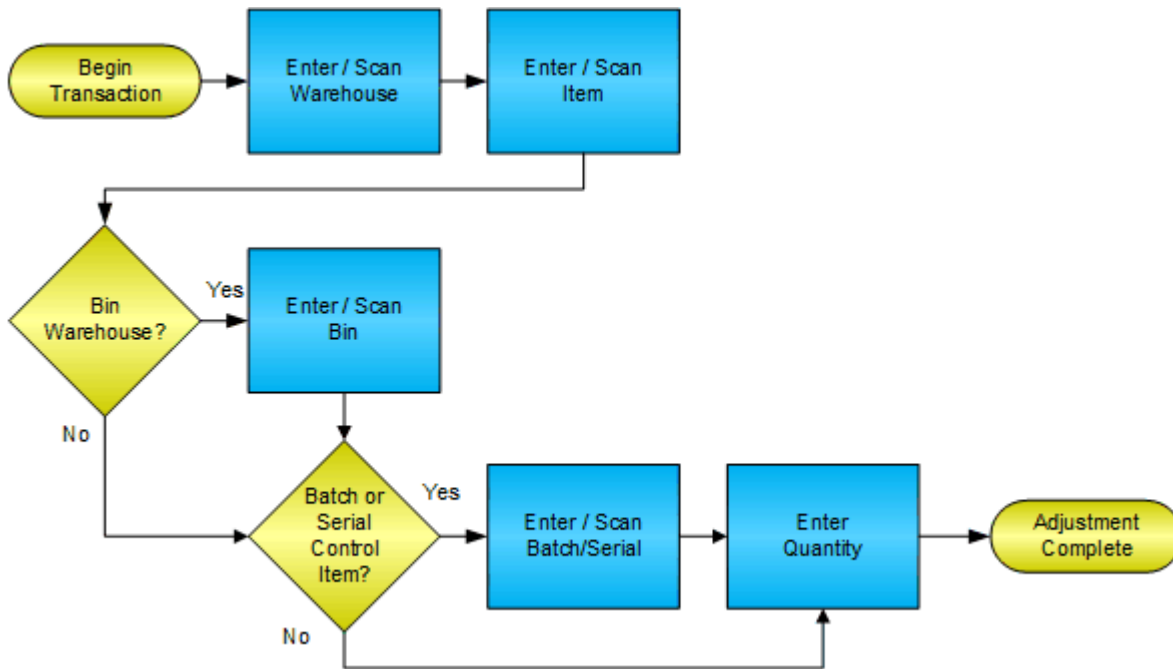 Begin
Transaction
Enter / Scan
Warehouse
Enter / Scan
Item
Bin
Warehouse?
Yes
Enter / Scan
Bin
No
Batch or
Serial
Control
Item?
Yes
Enter / Scan
Batch/Serial
Enter
Quantity
Adjustment
Complete
No